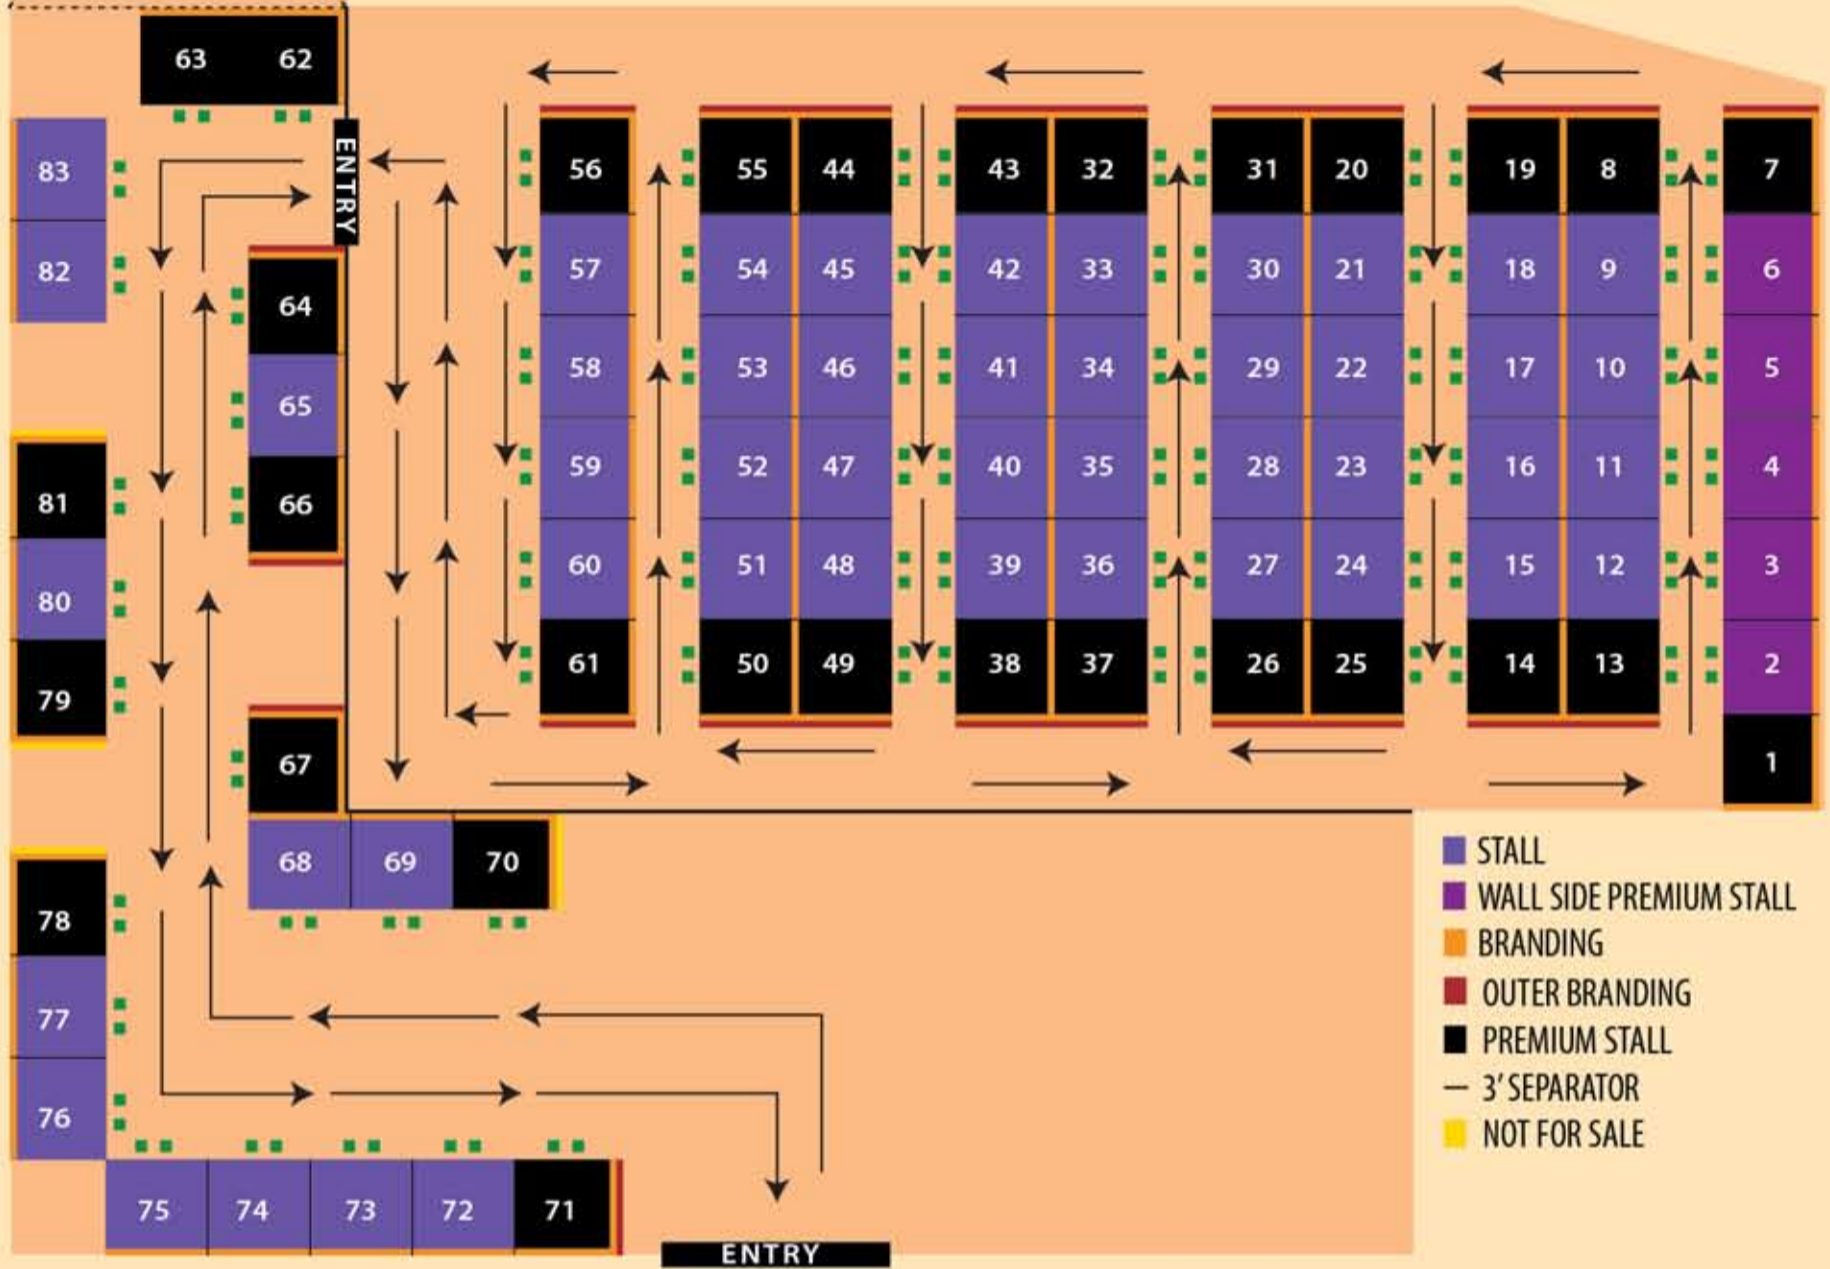 63 62
ENTRY
83
82
64
65
66
81
80
79
67
68 69 70
78
77
76
75 74 73 72 71
ENTRY
56 55 44 43 32 31 20 19 8 7
57 54 45 42 33 30 21 18 9 6
58 53 46 41 34 29 22 17 10 5
59 52 47 40 35 28 23 16 11 4
60 51 48 39 36 27 24 15 12 3
61 50 49 38 37 26 25 14 13 2
1
STALL
WALL SIDE PREMIUM STALL
BRANDING
OUTER BRANDING
PREMIUM STALL
3' SEPARATOR
NOT FOR SALE